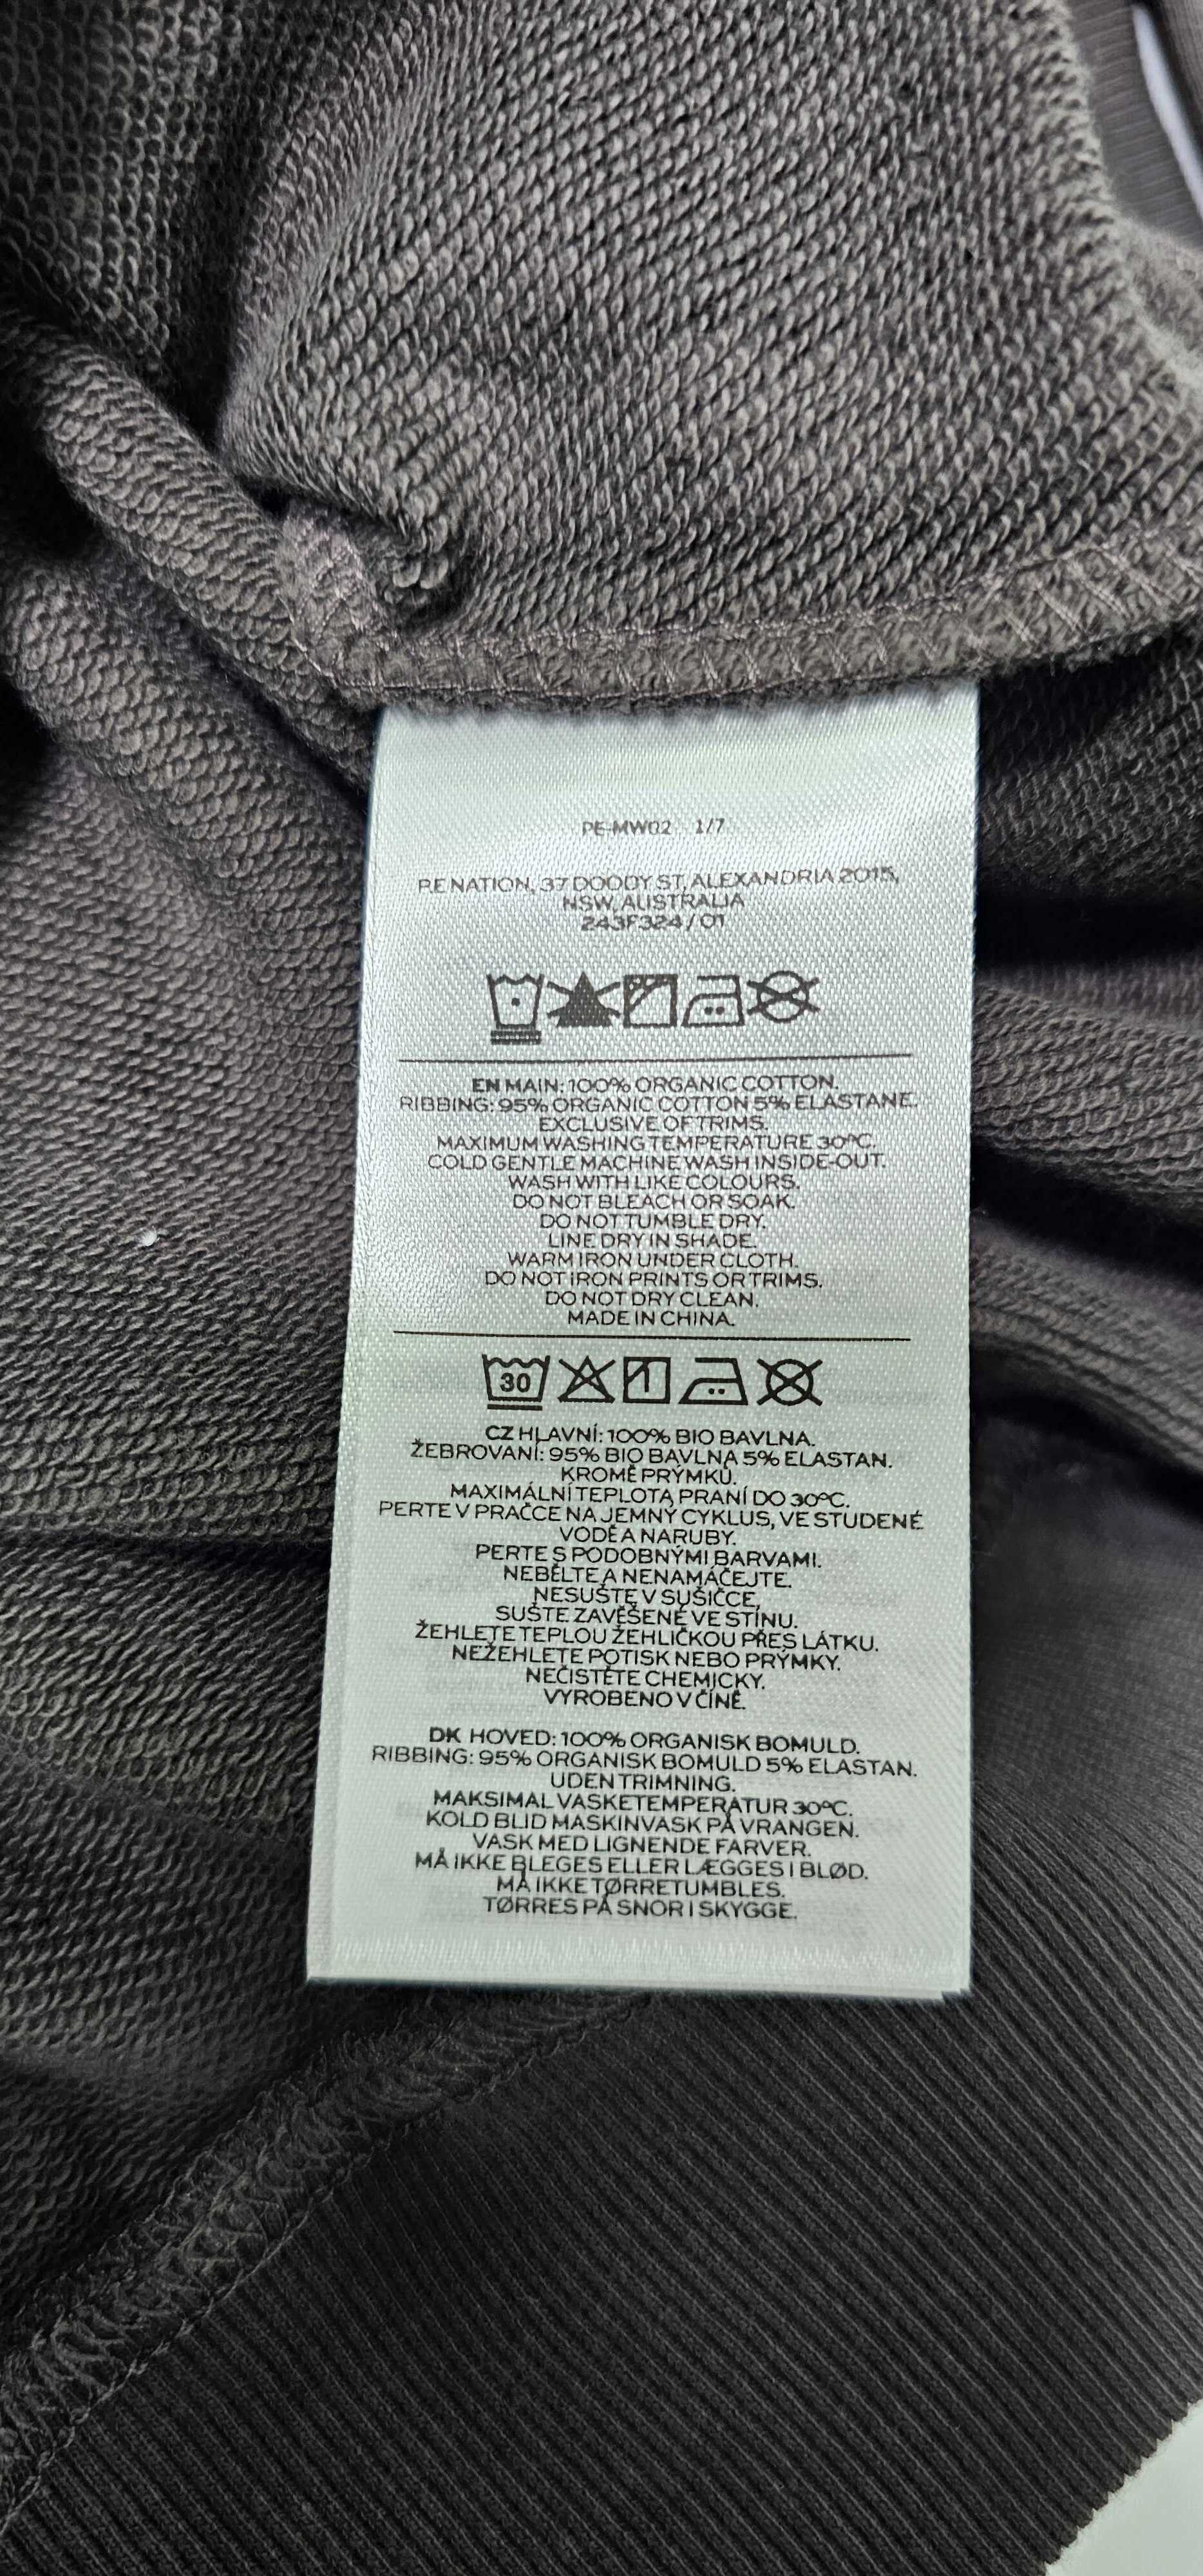 PE-MW02 1/7
P.E NATION, 37 DOODY ST, ALEXANDRIA 2015,
NSW, AUSTRALIA
243F324/01
EN MAIN: 100% ORGANIC COTTON.
RIBBING: 95% ORGANIC COTTON 5% ELASTANE.
EXCLUSIVE OF TRIMS.
MAXIMUM WASHING TEMPERATURE 30ºC.
COLD GENTLE MACHINE WASH INSIDE-OUT.
WASH WITH LIKE COLOURS.
DO NOT BLEACH OR SOAK.
DO NOT TUMBLE DRY.
LINE DRY IN SHADE.
WARM IRON UNDER CLOTH.
DO NOT IRON PRINTS OR TRIMS.
DO NOT DRY CLEAN.
MADE IN CHINA.
30
CZ HLAVNÍ: 100% BIO BAVLNA.
ŽEBROVANÍ: 95% BIO BAVLNA 5% ELASTAN.
KROMĚ PRÝMKŮ.
MAXIMÁLNÍ TEPLOTA PRANÍ DO 30ºC.
PERTE V PRAČCE NA JEMNÝ CYKLUS, VE STUDENÉ
VODĚ A NARUBY.
PERTE S PODOBNÝMI BARVAMI.
NEBĚLTE A NENAMÁČEJTE.
NESUŠTE V SUŠIČCE,
SUŠTE ZAVĚŠENÉ VE STÍNU.
ŽEHLETE TEPLOU ŽEHLIČKOU PŘES LÁTKU.
NEŽEHLETE POTISK NEBO PRÝMKY.
NEČISTĚTE CHEMICKY.
VYROBENO V ČÍNĚ.
DK HOVED: 100% ORGANISK BOMULD.
RIBBING: 95% ORGANISK BOMULD 5% ELASTAN.
UDEN TRIMNING.
MAKSIMAL VASKETEMPERATUR 30ºC.
KOLD BLID MASKINVASK PÅ VRANGEN.
VASK MED LIGNENDE FARVER.
MÅ IKKE BLEGES ELLER LÆGGES I BLØD.
MÅ IKKE TØRRETUMBLES.
TØRRES PÅ SNOR I SKYGGE.